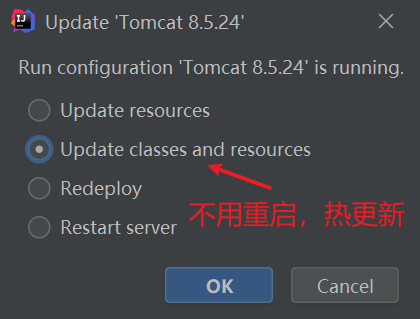 Update 'Tomcat 8.5.24'
Run configuration 'Tomcat 8.5.24' is running.
Update resources
Update classes and resources
Redeploy
不用重启，热更新
Restart server
OK
Cancel